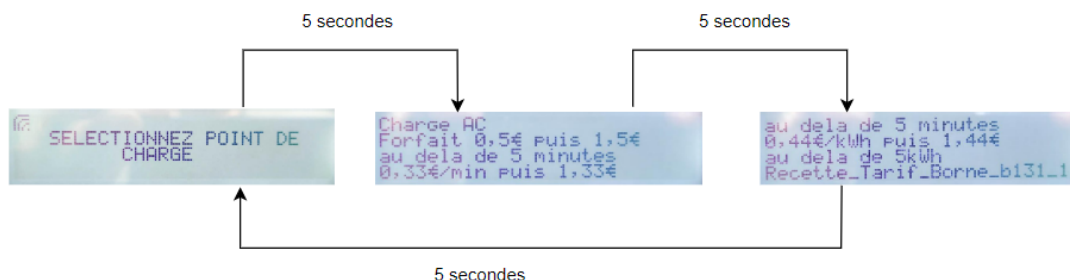 5 secondes
5 secondes
SELECTIONNEZ POINT DE
CHARGE
Charge AC
Forfait 0,5€ puis 1,5€
au dela de 5 minutes
0,33€/min puis 1,33€
au dela de 5 minutes
0,44€/kWh puis 1,44€
au dela de 5kWh
Recette_Tarif_Borne_b131_1
5 secondes